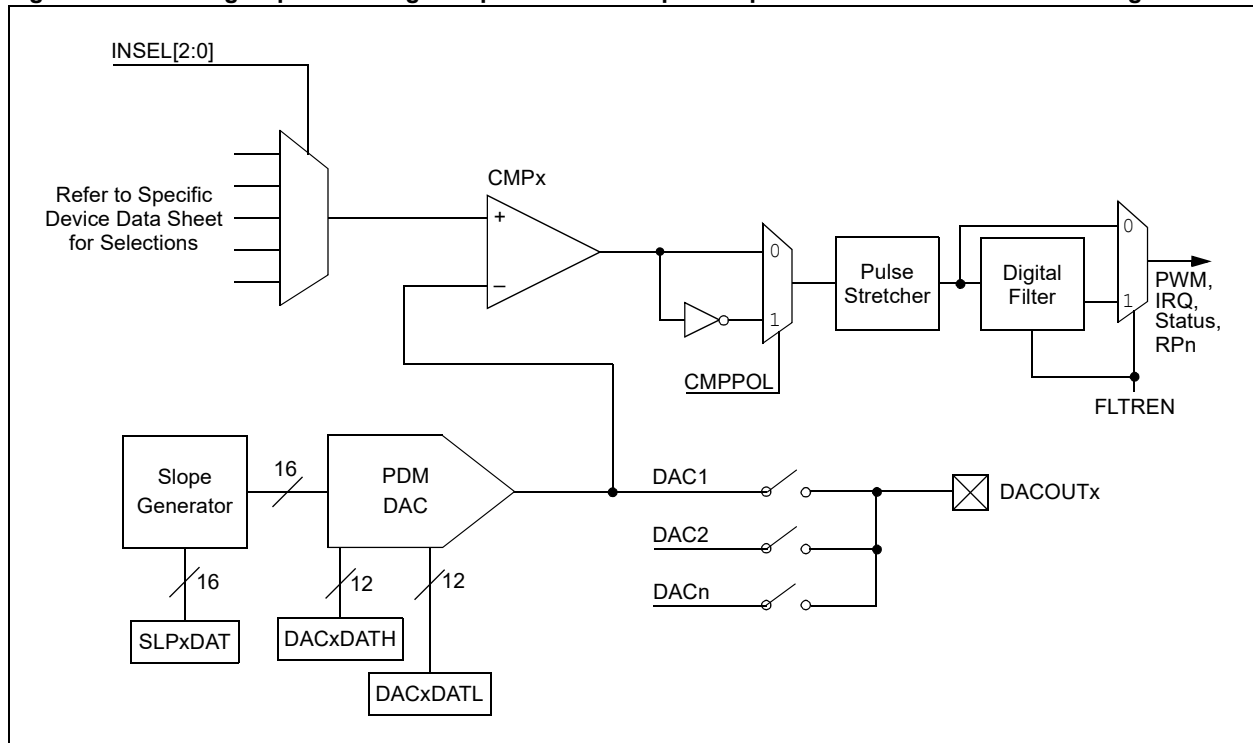 INSEL[2:0]
Refer to Specific
Device Data Sheet
for Selections
CMPx
+
–
0
1
CMPPOL
Pulse
Stretcher
Digital
Filter
0
1
PWM,
IRQ,
Status,
RPn
FLTREN
Slope
Generator
16
PDM
DAC
DAC1
DACOUTx
DAC2
DACn
16
12
12
SLPxDAT
DACxDATH
DACxDATL